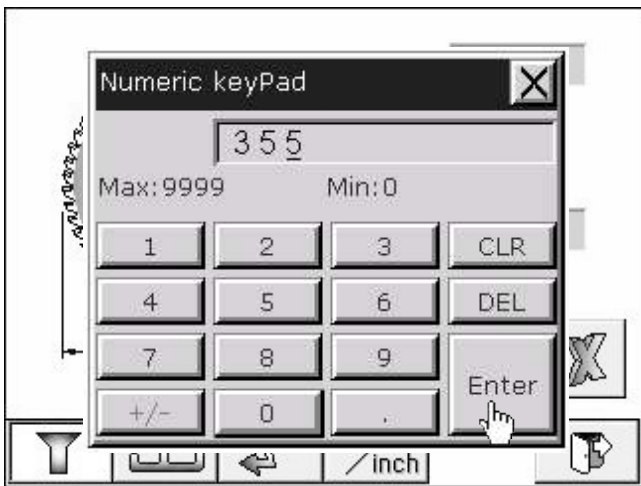 Numeric keyPad X
355
Max:9999 Min:0
1 2 3 CLR
4 5 6 DEL
7 8 9
Enter
+/- 0 .
/inch